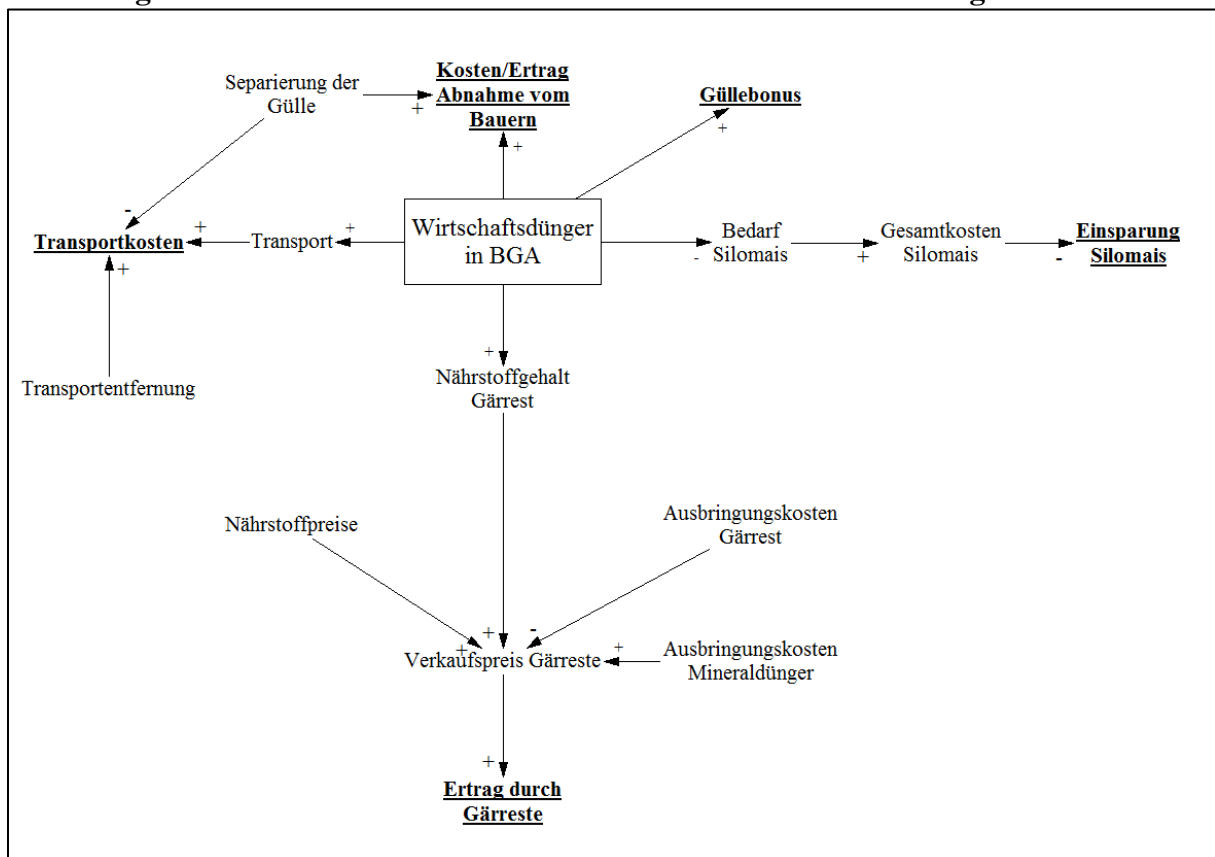 Separierung der
Gülle
+
Kosten/Ertrag
Abnahme vom
Bauern
+
Güllebonus
+
-
Transportkosten
+
+
Transport
+
Wirtschaftsdünger
in BGA
-
Bedarf
Silomais
+
Gesamtkosten
Silomais
-
Einsparung
Silomais
Transportentfernung
+
Nährstoffgehalt
Gärrest
Nährstoffpreise
Ausbringungskosten
Gärrest
+
-
+
+
Verkaufspreis Gärreste
Ausbringungskosten
Mineraldünger
+
Ertrag durch
Gärreste